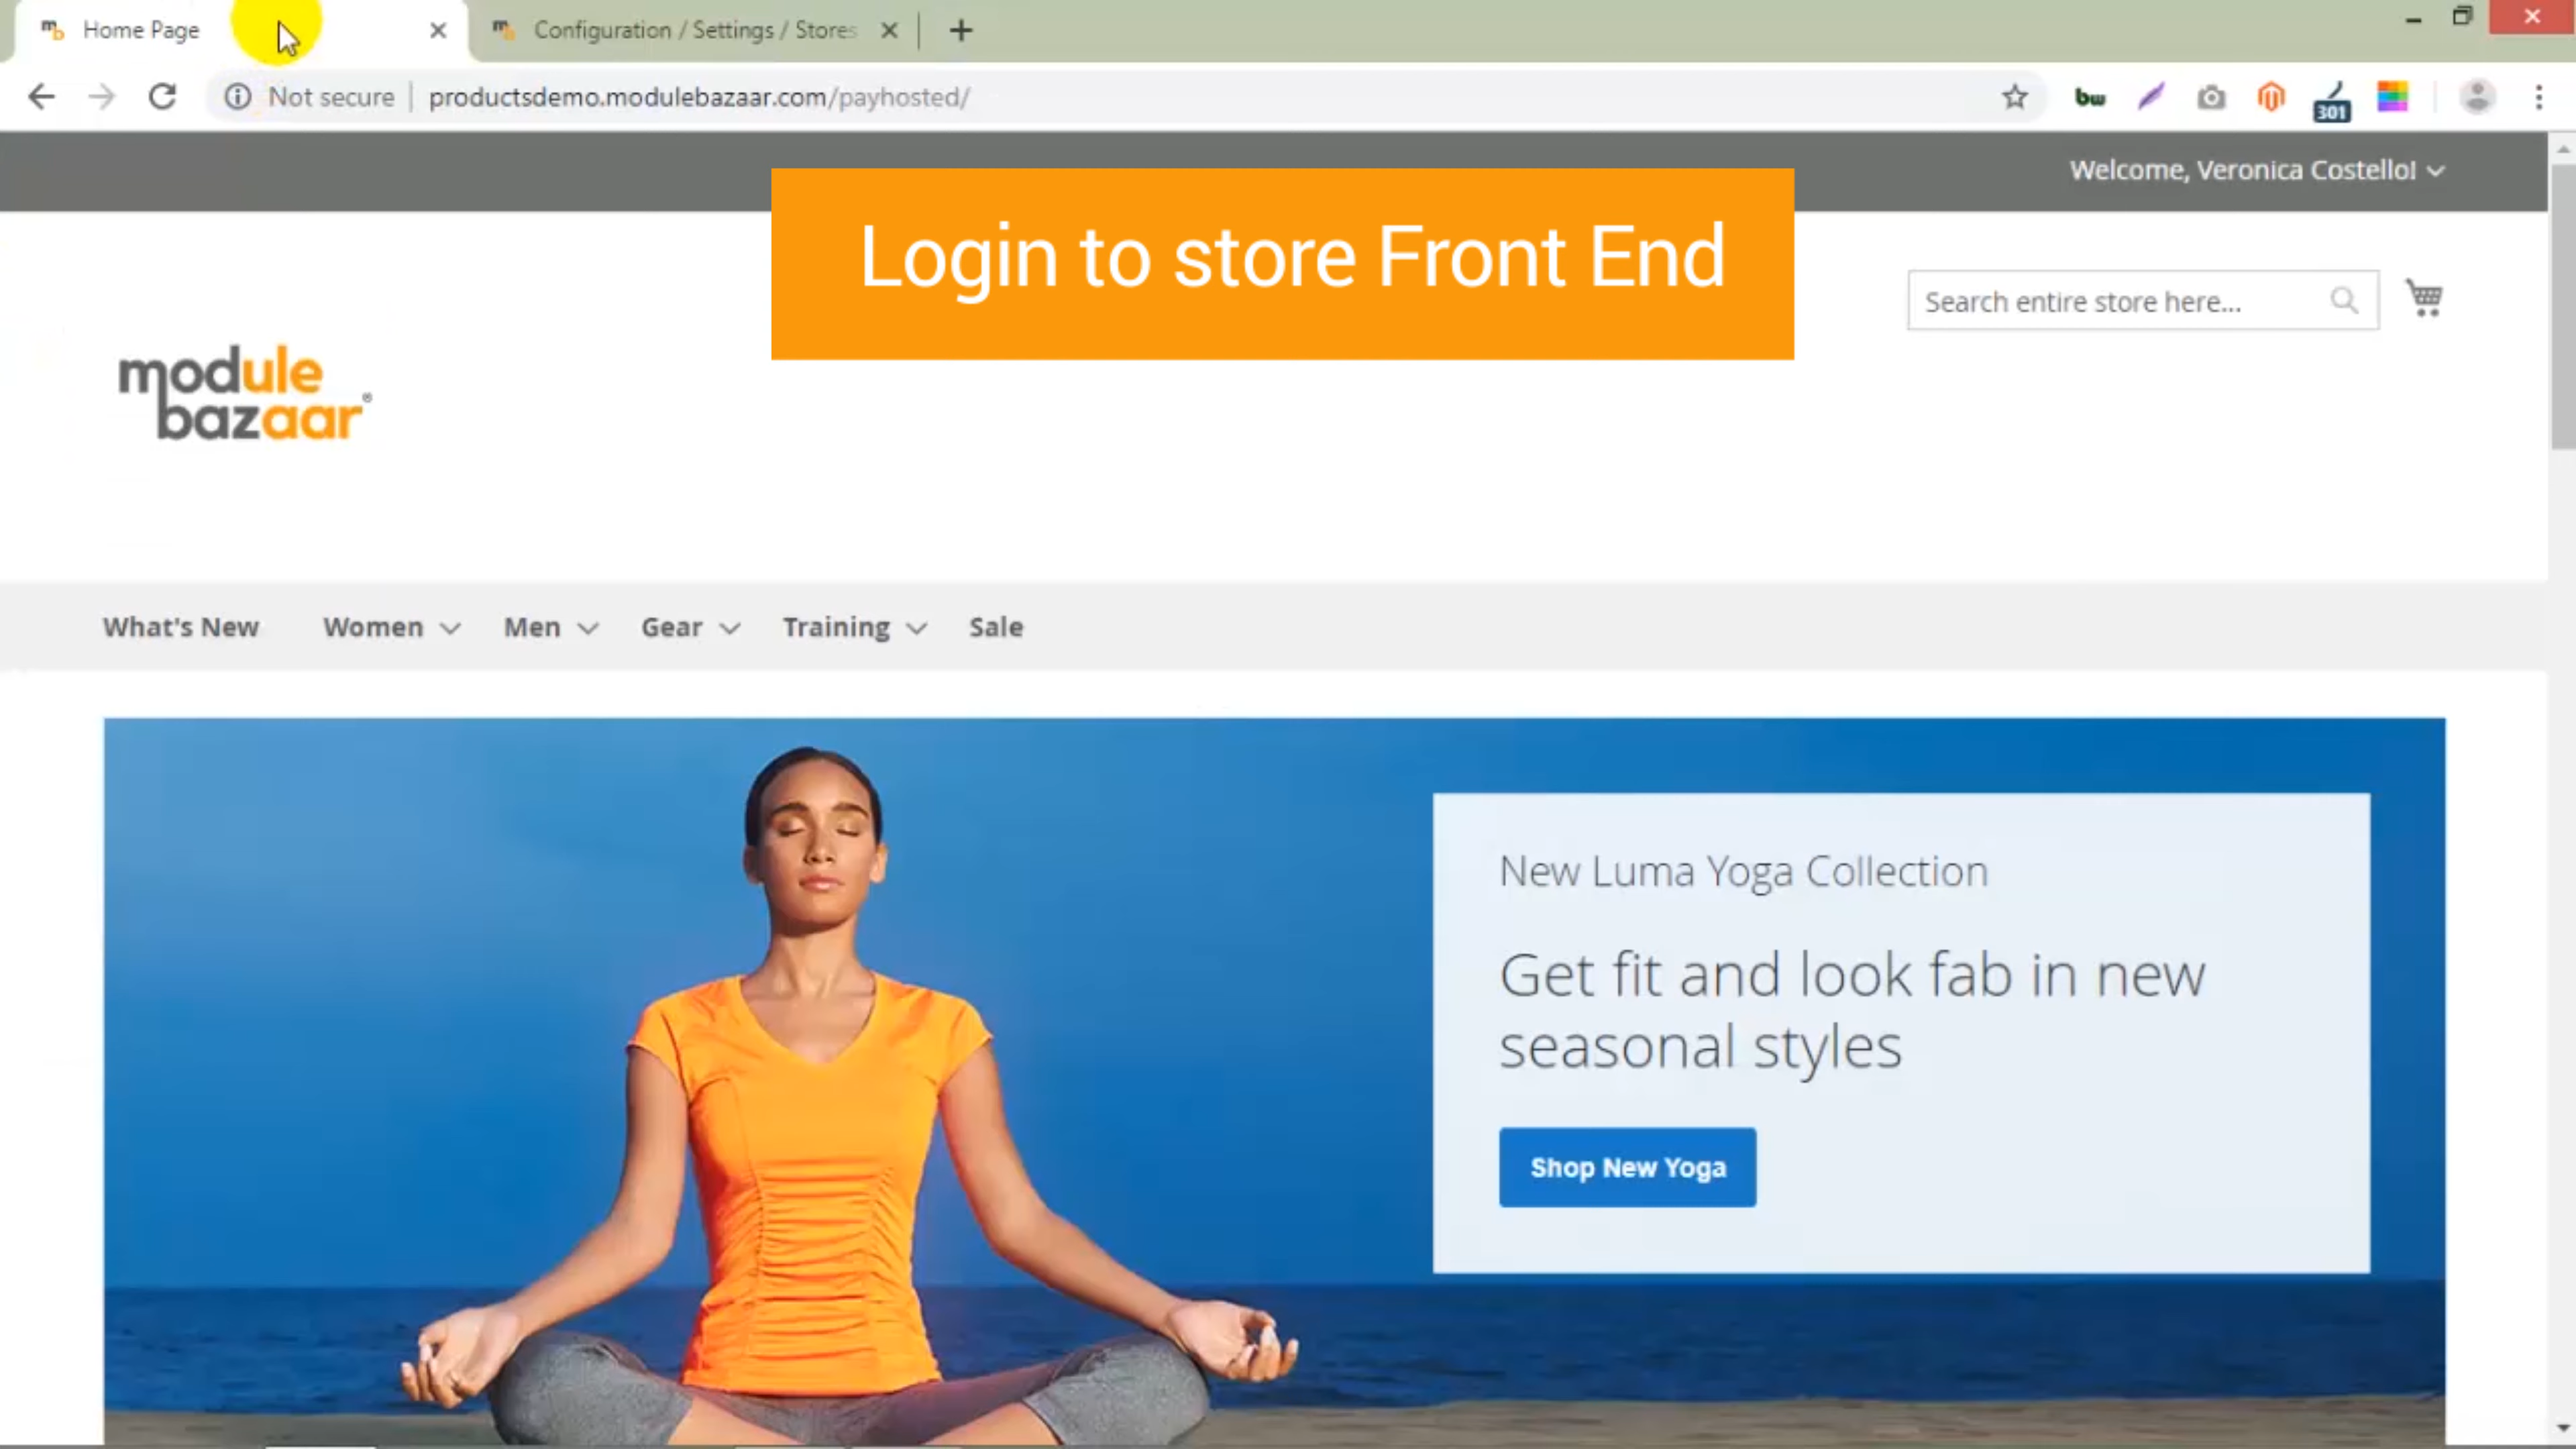 Home Page
Configuration / Settings / Stores
Not secure
productsdemo.modulebazaar.com/payhosted/
bw
301
Welcome, Veronica Costello!
Login to store Front End
Search entire store here...
module
bazaar®
What's New
Women
Men
Gear
Training
Sale
New Luma Yoga Collection
Get fit and look fab in new
seasonal styles
Shop New Yoga